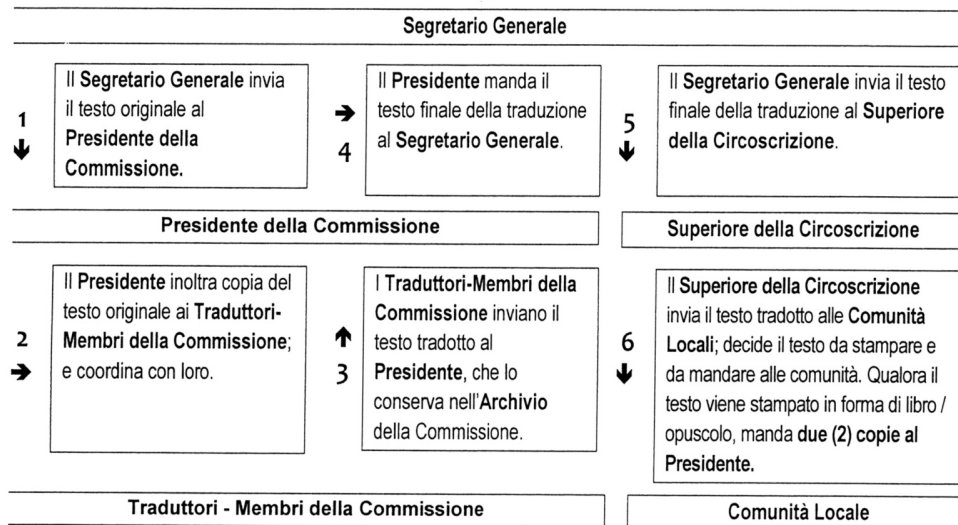 Segretario Generale
1
Il Segretario Generale invia
il testo originale al
Presidente della
Commissione.
4
Il Presidente manda il
testo finale della traduzione
al Segretario Generale.
5
Il Segretario Generale invia il testo
finale della traduzione al Superiore
della Circoscrizione.
Presidente della Commissione
Superiore della Circoscrizione
2
Il Presidente inoltra copia del
testo originale ai Traduttori-
Membri della Commissione;
e coordina con loro.
3
I Traduttori-Membri della
Commissione inviano il
testo tradotto al
Presidente, che lo
conserva nell'Archivio
della Commissione.
6
Il Superiore della Circoscrizione
invia il testo tradotto alle Comunità
Locali; decide il testo da stampare e
da mandare alle comunità. Qualora il
testo viene stampato in forma di libro /
opuscolo, manda due (2) copie al
Presidente.
Traduttori - Membri della Commissione
Comunità Locale